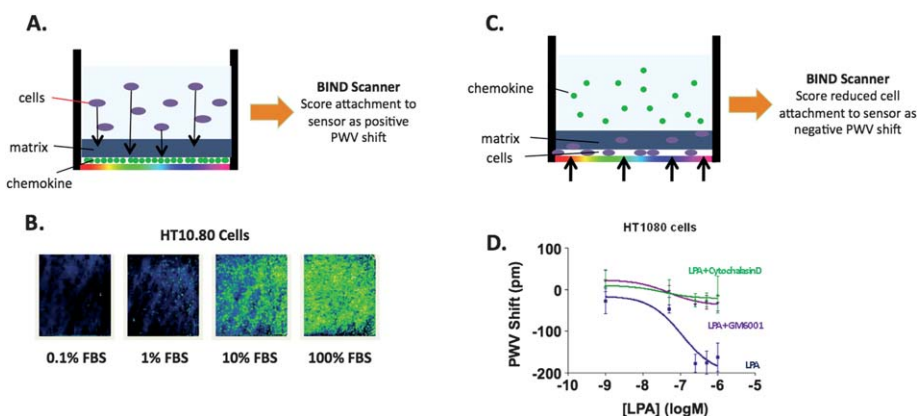 A.
cells
matrix
chemokine
BIND Scanner
Score attachment to
sensor as positive
PWV shift
B.
HT10.80 Cells
0.1% FBS
1% FBS
10% FBS
100% FBS
C.
chemokine
matrix
cells
BIND Scanner
Score reduced cell
attachment to sensor as
negative PWV shift
D.
HT1080 cells
PWV Shift (pm)
100
0
-100
-200
LPA+CytochalasinD
LPA+GM6001
LPA
-10 -9 -8 -7 -6 -5
[LPA] (logM)